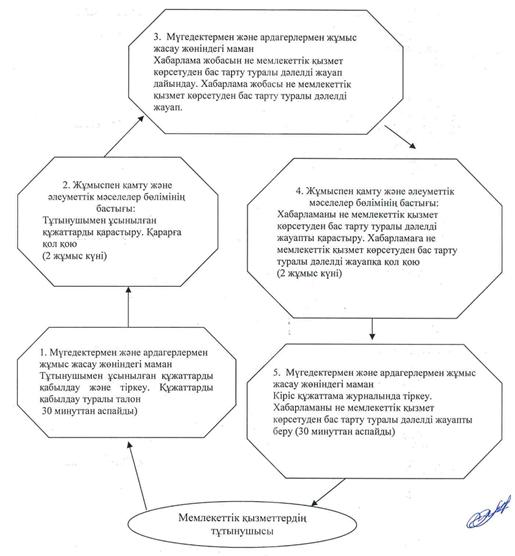 3. Мүгедектермен және ардагерлермен жұмыс
жасау жөніндегі маман
Хабарлама жобасын не мемлекеттік қызмет
көрсетуден бас тарту туралы дәлелді жауап
дайындау. Хабарлама жобасы не мемлекеттік
қызмет көрсетуден бас тарту туралы дәлелді
жауап.
2. Жұмыспен қамту және
әлеуметтік мәселелер бөлімінің
бастығы:
Тұтынушымен ұсынылған
құжаттарды қарастыру. Қарарға
қол қою
(2 жұмыс күні)
4. Жұмыспен қамту және әлеуметтік
мәселелер бөлімінің бастығы:
Хабарламаны не мемлекеттік қызмет
көрсетуден бас тарту туралы дәлелді
жауапты қарастыру. Хабарламаға не
мемлекеттік қызмет көрсетуден бас тарту
туралы дәлелді жауапқа қол қою
(2 жұмыс күні)
1. Мүгедектермен және ардагерлермен
жұмыс жасау жөніндегі маман
Тұтынушымен ұсынылған құжаттарды
қабылдау және тіркеу. Құжаттарды
қабылдау туралы талон
30 минуттан аспайды)
5. Мүгедектермен және ардагерлермен жұмыс
жасау жөніндегі маман
Кіріс құжаттама журналында тіркеу.
Хабарламаны не мемлекеттік қызмет
көрсетуден бас тарту туралы дәлелді жауапты
беру (30 минуттан аспайды)
Мемлекеттік қызметтердің
тұтынушысы